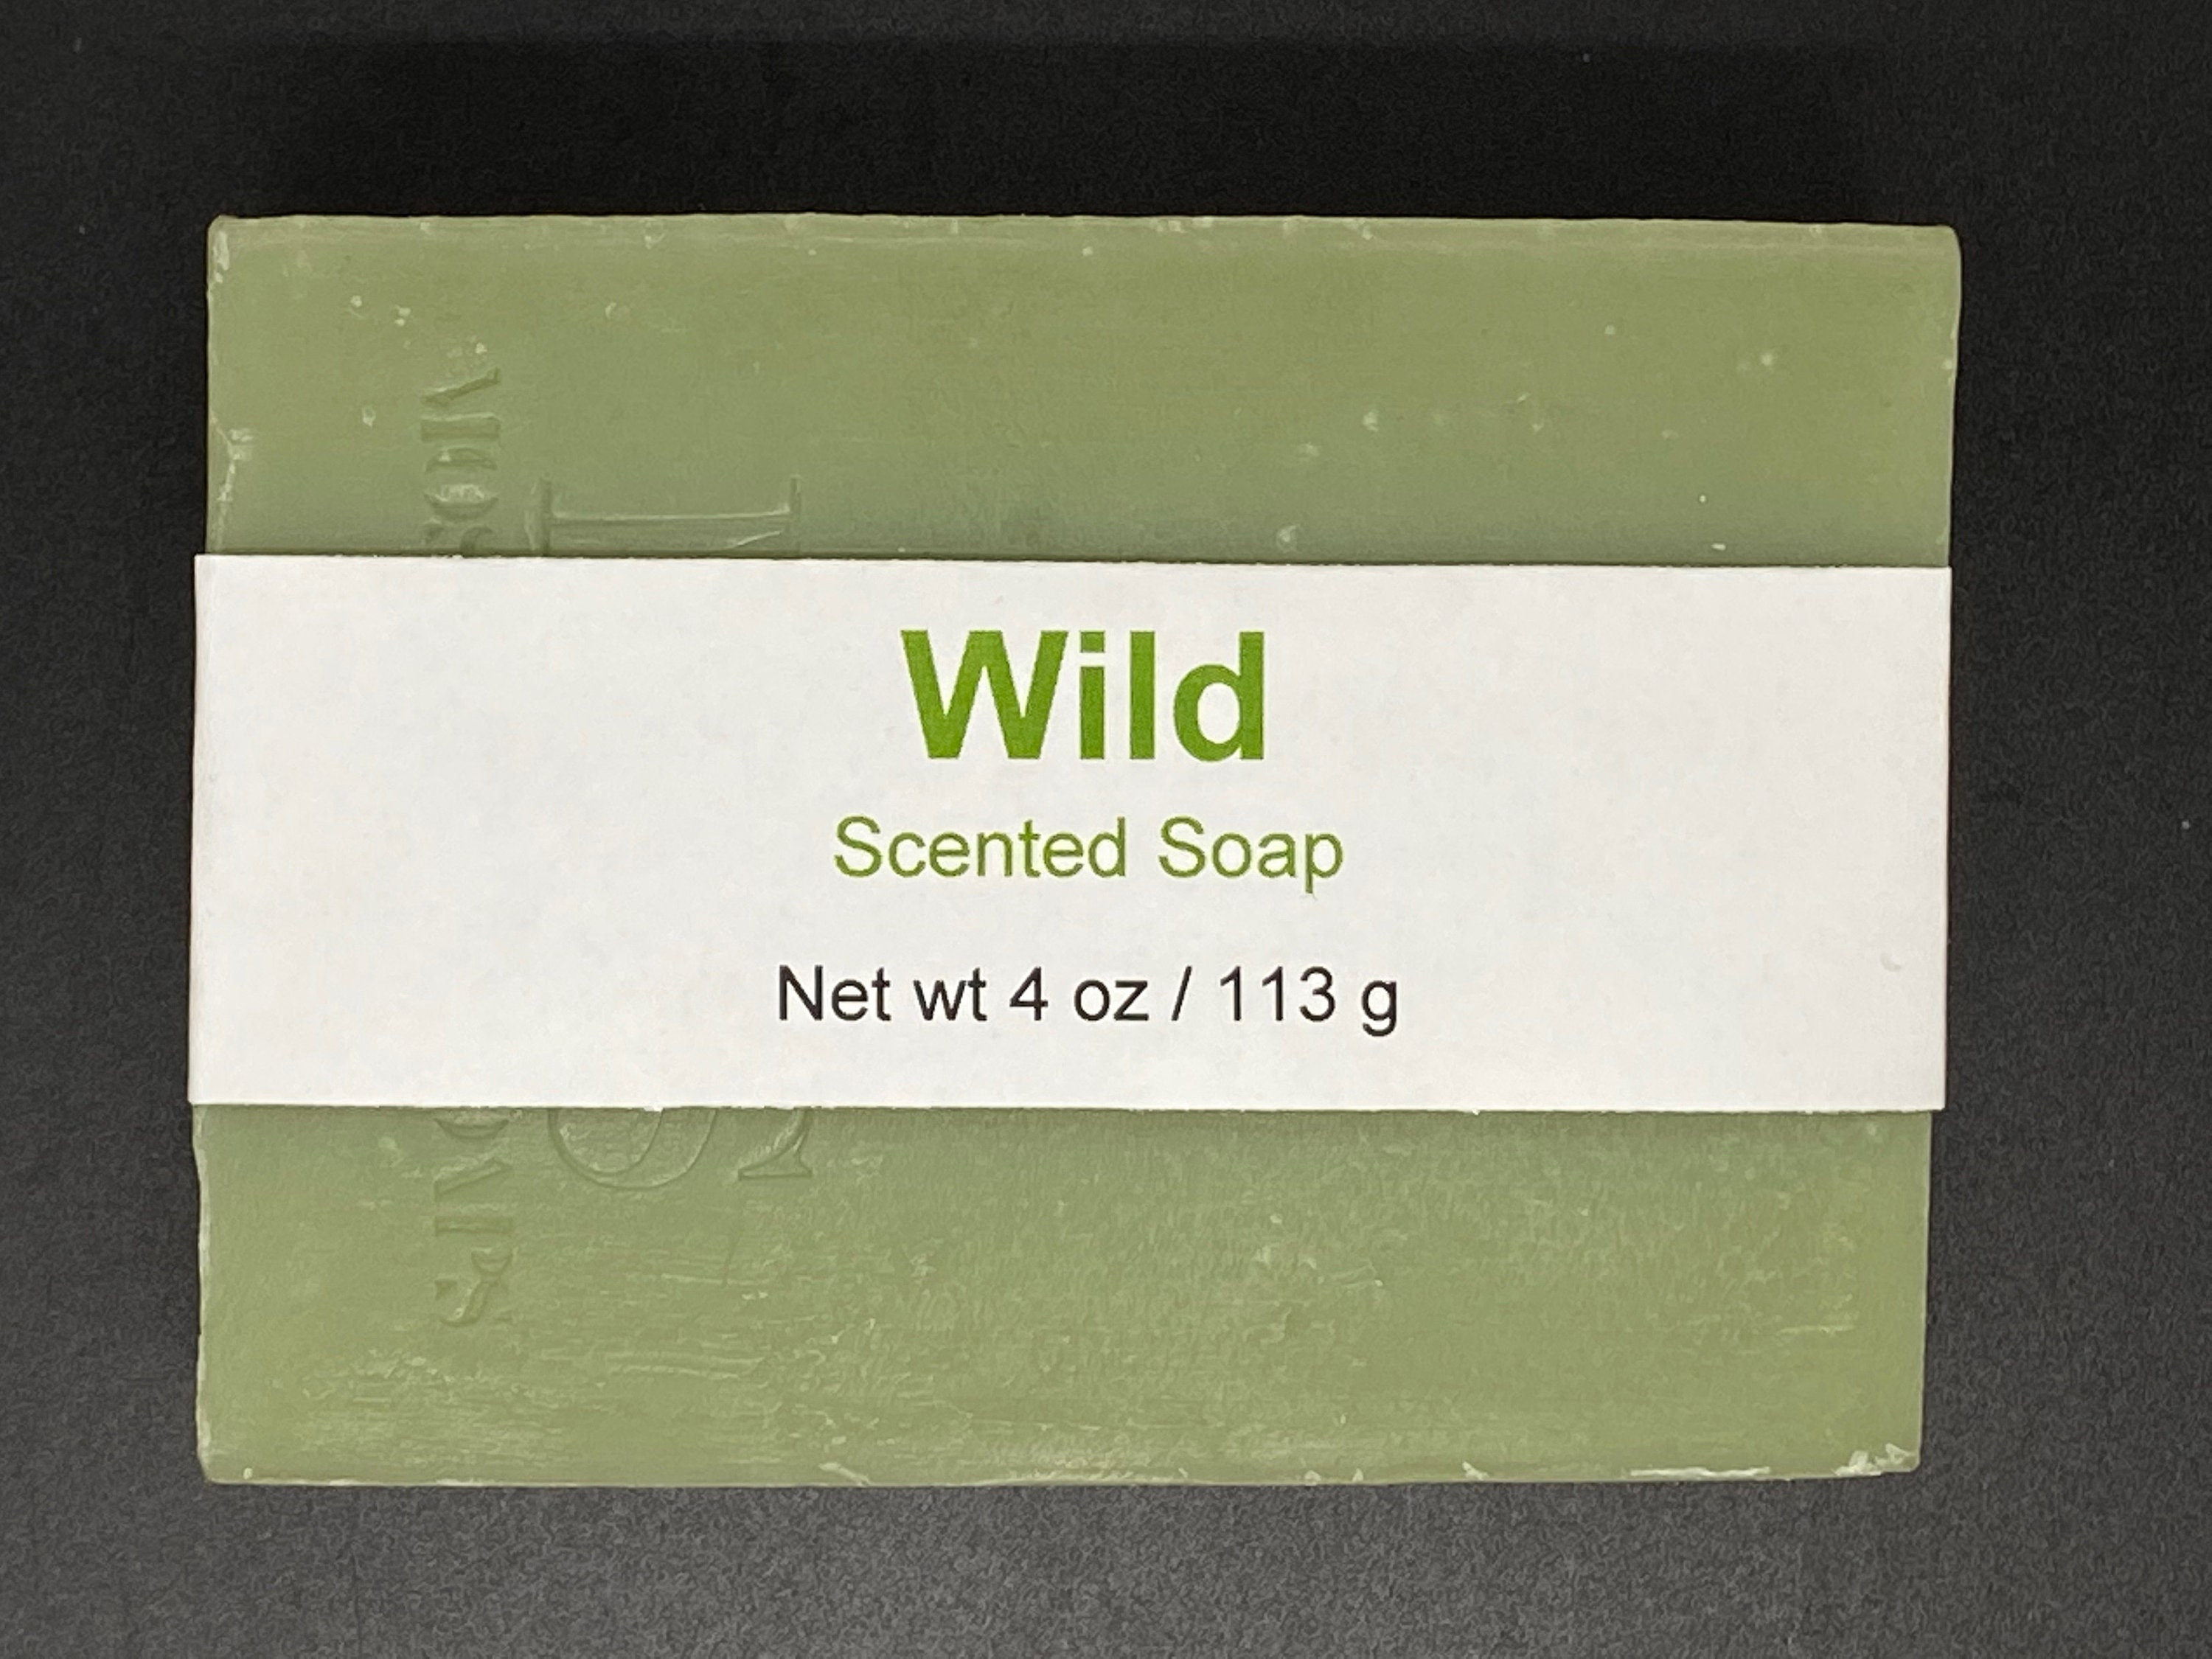 Wild
Scented Soap
Net wt 4 oz / 113 g